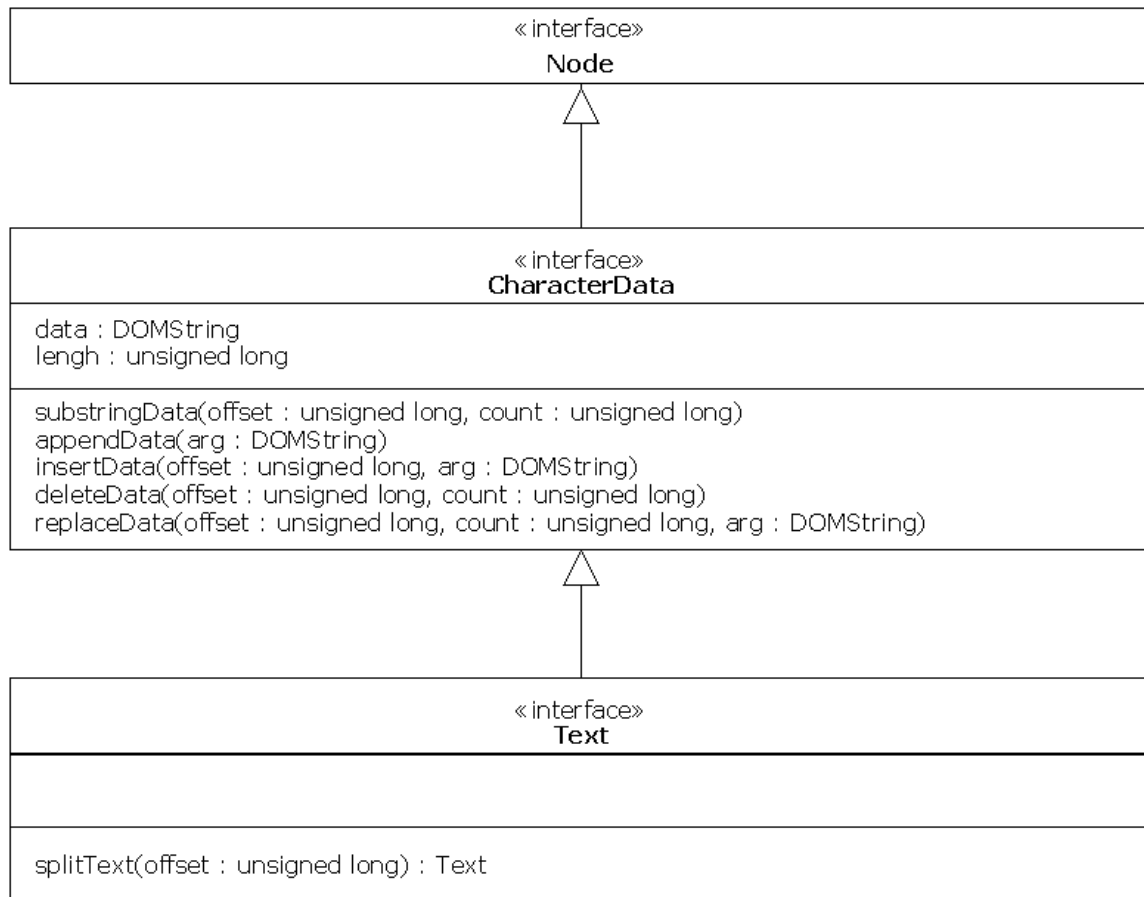 «interface»
Node
«interface»
CharacterData
data : DOMString
lengh : unsigned long
substringData(offset : unsigned long, count : unsigned long)
appendData(arg : DOMString)
insertData(offset : unsigned long, arg : DOMString)
deleteData(offset : unsigned long, count : unsigned long)
replaceData(offset : unsigned long, count : unsigned long, arg : DOMString)
«interface»
Text
splitText(offset : unsigned long) : Text